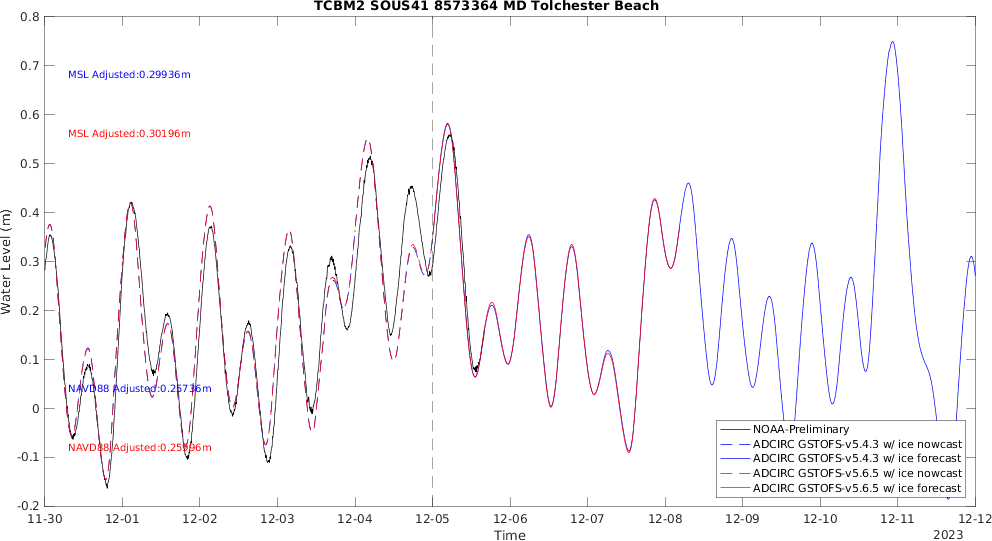 TCBM2 SOUS41 8573364 MD Tolchester Beach
0.8
0.7
0.6
0.5
0.4
0.3
0.2
0.1
0
-0.1
-0.2
Water Level (m)
MSL Adjusted:0.29936m
MSL Adjusted:0.30196m
NAVD88 Adjusted:0.25736m
NAVD88 Adjusted:0.25996m
NOAA-Preliminary
ADCIRC GSTOFS-v5.4.3 w/ ice nowcast
ADCIRC GSTOFS-v5.4.3 w/ ice forecast
ADCIRC GSTOFS-v5.6.5 w/ ice nowcast
ADCIRC GSTOFS-v5.6.5 w/ ice forecast
11-30 12-01 12-02 12-03 12-04 12-05 12-06 12-07 12-08 12-09 12-10 12-11 12-12
Time
2023